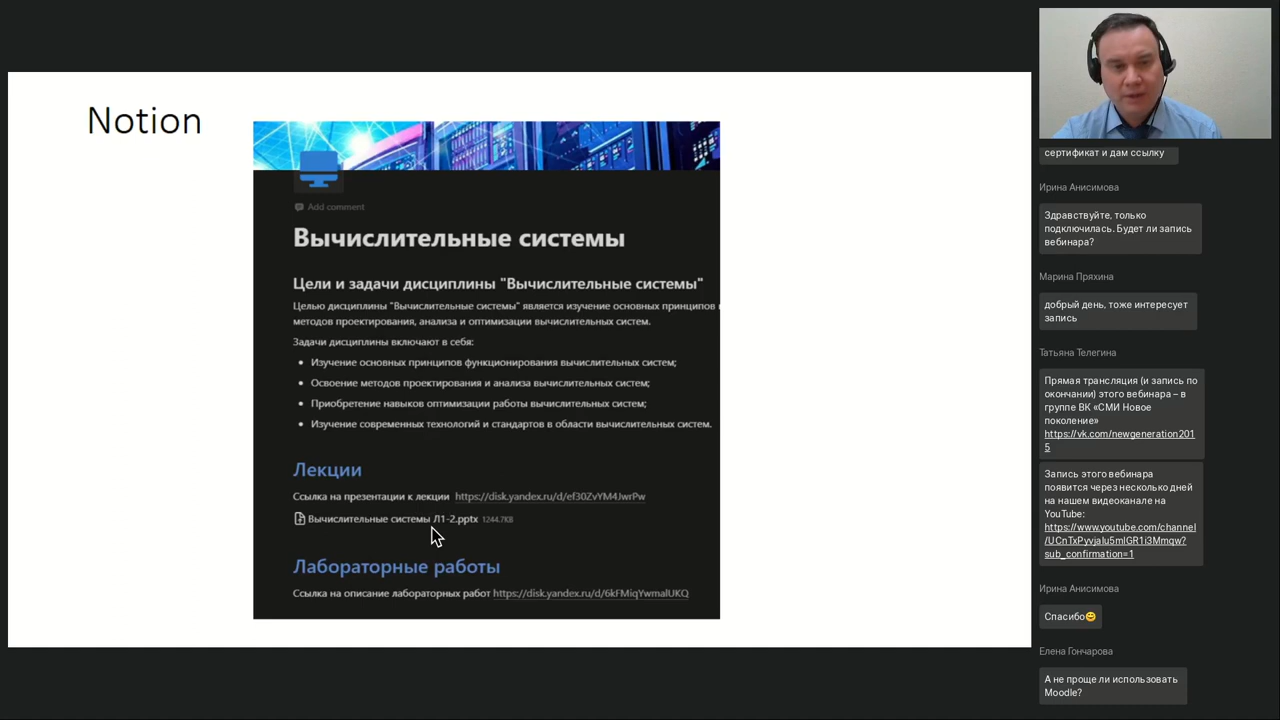 Notion
Add comment
Вычислительные системы
Цели и задачи дисциплины "Вычислительные системы"
Целью дисциплины "Вычислительные системы" является изучение основных принципов
методов проектирования, анализа и оптимизации вычислительных систем.
Задачи дисциплины включают в себя:
• Изучение основных принципов функционирования вычислительных систем;
• Освоение методов проектирования и анализа вычислительных систем;
• Приобретение навыков оптимизации работы вычислительных систем;
• Изучение современных технологий и стандартов в области вычислительных систем.
Лекции
Ссылка на презентации к лекции https://disk.yandex.ru/d/ef30ZvYM4JwrPw
Вычислительные системы Л1-2.pptx 1244.7KB
Лабораторные работы
Ссылка на описание лабораторных работ https://disk.yandex.ru/d/6kFMiqYwmalUKQ
сертификат и дам ссылку
Ирина Анисимова
Здравствуйте, только
подключилась. Будет ли запись
вебинара?
Марина Пряхина
добрый день, тоже интересует
запись
Татьяна Телегина
Прямая трансляция (и запись по
окончании) этого вебинара – в
группе ВК «СМИ Новое
поколение»
https://vk.com/newgeneration201
5
Запись этого вебинара
появится через несколько дней
на нашем видеоканале на
YouTube:
https://www.youtube.com/channel
/UCnTxPyvjaIu5mIGR1i3Mmqw?
sub_confirmation=1
Ирина Анисимова
Спасибо😊
Елена Гончарова
А не проще ли использовать
Moodle?